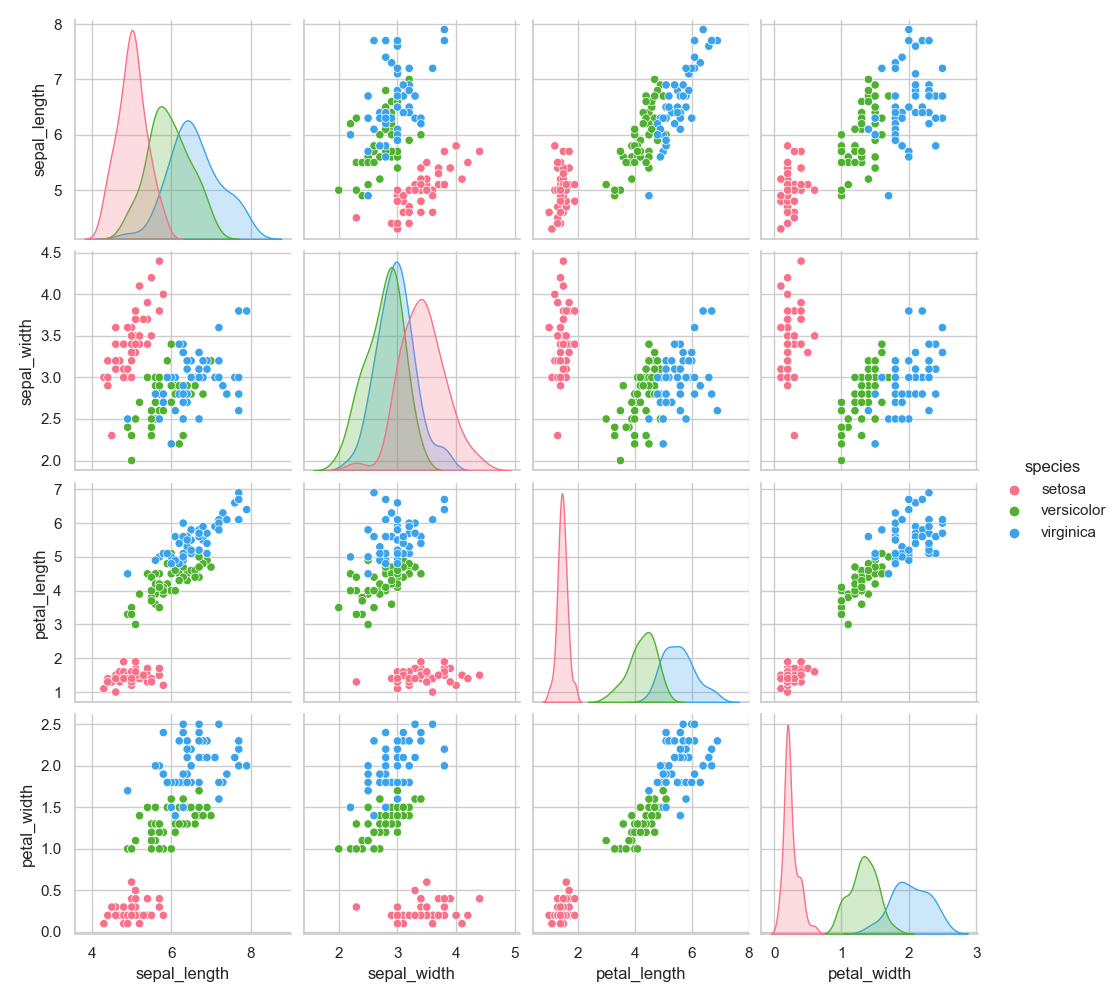 8
7
6
5
sepal_length
4.5
4.0
3.5
3.0
2.5
2.0
sepal_width
7
6
5
4
3
2
1
petal_length
2.5
2.0
1.5
1.0
0.5
0.0
petal_width
4 6 8
sepal_length
2 3 4 5
sepal_width
2 4 6 8
petal_length
0 1 2 3
petal_width
species
setosa
versicolor
virginica